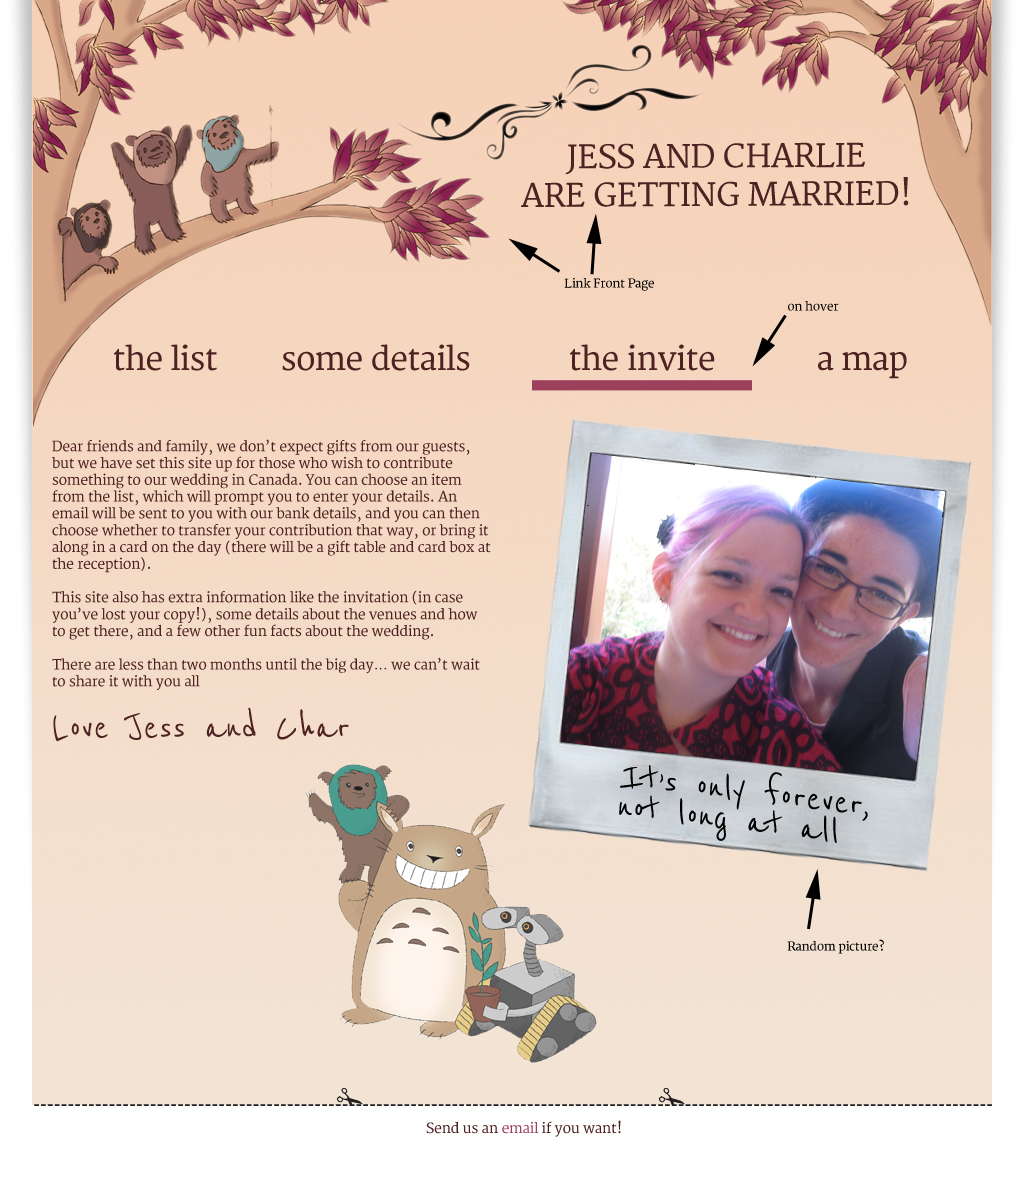 JESS AND CHARLIE
ARE GETTING MARRIED!
Link Front Page
on hover
the list
some details
the invite
a map
Dear friends and family, we don’t expect gifts from our guests,
but we have set this site up for those who wish to contribute
something to our wedding in Canada. You can choose an item
from the list, which will prompt you to enter your details. An
email will be sent to you with our bank details, and you can then
choose whether to transfer your contribution that way, or bring it
along in a card on the day (there will be a gift table and card box at
the reception).
This site also has extra information like the invitation (in case
you’ve lost your copy!), some details about the venues and how
to get there, and a few other fun facts about the wedding.
There are less than two months until the big day... we can’t wait
to share it with you all
Love Jess and Char
It's only forever,
not long at all
Random picture?
Send us an email if you want!